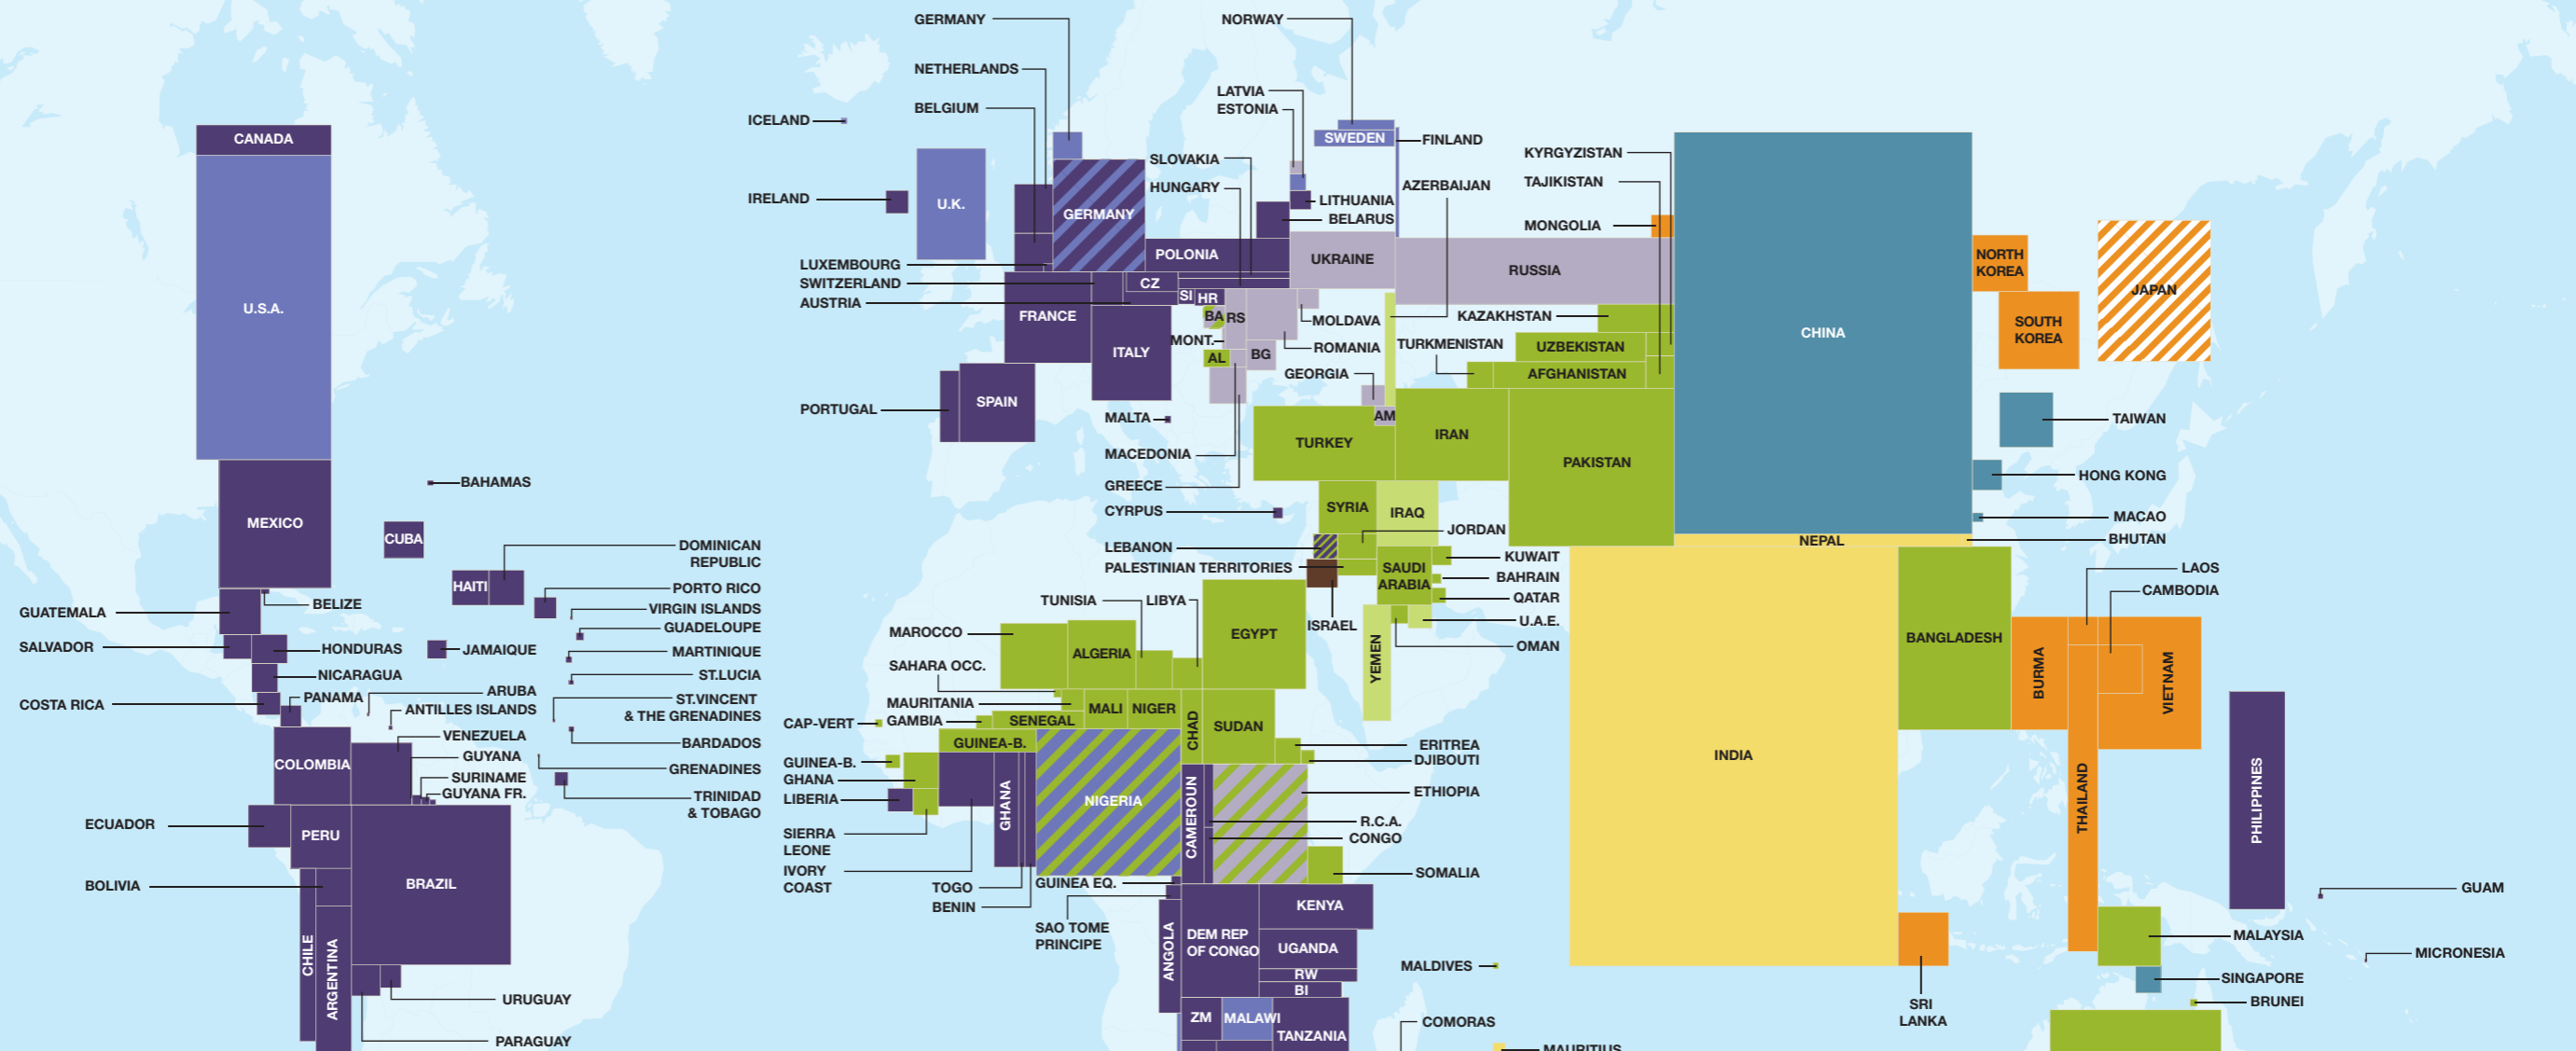 GERMANY
NORWAY
NETHERLANDS
LATVIA
BELGIUM
ESTONIA
ICELAND
CANADA
SWEDEN
FINLAND
SLOVAKIA
KYRGYZISTAN
HUNGARY
AZERBAIJAN
TAJIKISTAN
IRELAND
U.K.
GERMANY
LITHUANIA
BELARUS
MONGOLIA
POLONIA
UKRAINE
RUSSIA
NORTH
KOREA
LUXEMBOURG
SWITZERLAND
CZ
AUSTRIA
SI
HR
JAPAN
U.S.A.
FRANCE
BA
RS
MOLDAVA
KAZAKHSTAN
CHINA
SOUTH
KOREA
MONT.
ITALY
AL
BG
ROMANIA
TURKMENISTAN
UZBEKISTAN
GEORGIA
AFGHANISTAN
PORTUGAL
SPAIN
MALTA
AM
TAIWAN
TURKEY
IRAN
MACEDONIA
PAKISTAN
BAHAMAS
GREECE
HONG KONG
MEXICO
CYRPUS
SYRIA
IRAQ
MACAO
CUBA
JORDAN
DOMINICAN
REPUBLIC
LEBANON
NEPAL
BHUTAN
KUWAIT
PALESTINIAN TERRITORIES
SAUDI
ARABIA
BAHRAIN
LAOS
HAITI
PORTO RICO
QATAR
CAMBODIA
GUATEMALA
BELIZE
VIRGIN ISLANDS
TUNISIA
LIBYA
ISRAEL
U.A.E.
GUADELOUPE
MAROCCO
EGYPT
BANGLADESH
SALVADOR
HONDURAS
JAMAIQUE
MARTINIQUE
ALGERIA
OMAN
NICARAGUA
ST.LUCIA
SAHARA OCC.
YEMEN
BURMA
VIETNAM
COSTA RICA
PANAMA
ARUBA
ST.VINCENT
& THE GRENADINES
ANTILLES ISLANDS
MAURITANIA
MALI
NIGER
CAP-VERT
GAMBIA
SENEGAL
CHAD
SUDAN
VENEZUELA
BARDADOS
GUINEA-B.
ERITREA
GUYANA
GUINEA-B.
DJIBOUTI
INDIA
COLOMBIA
GRENADINES
SURINAME
GHANA
GUYANA FR.
TRINIDAD
& TOBAGO
LIBERIA
GHANA
NIGERIA
CAMEROUN
ETHIOPIA
THAILAND
PHILIPPINES
ECUADOR
PERU
SIERRA
LEONE
R.C.A.
CONGO
IVORY
COAST
SOMALIA
BOLIVIA
BRAZIL
TOGO
GUINEA EQ.
GUAM
BENIN
KENYA
SAO TOME
PRINCIPE
DEM REP
OF CONGO
UGANDA
MALAYSIA
CHILE
ARGENTINA
ANGOLA
MALDIVES
MICRONESIA
RW
SINGAPORE
BI
URUGUAY
SRI
LANKA
BRUNEI
ZM
MALAWI
COMORAS
TANZANIA
PARAGUAY
MAURITIUS